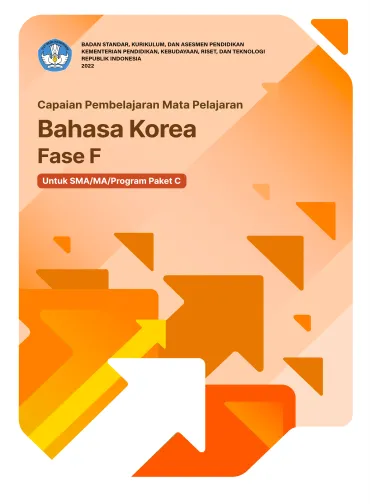 BADAN STANDAR, KURIKULUM, DAN ASESMEN PENDIDIKAN
KEMENTERIAN PENDIDIKAN, KEBUDAYAAN, RISET, DAN TEKNOLOGI
REPUBLIK INDONESIA
2022
Capaian Pembelajaran Mata Pelajaran
Bahasa Korea
Fase F
Untuk SMA/MA/Program Paket C